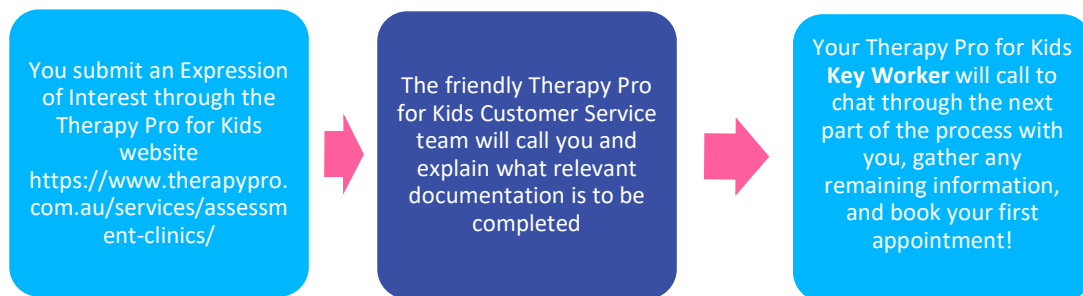 You submit an Expression
of Interest through the
Therapy Pro for Kids
website
https://www.therapypro.
com.au/services/assessm
ent-clinics/
The friendly Therapy Pro
for Kids Customer Service
team will call you and
explain what relevant
documentation is to be
completed
Your Therapy Pro for Kids
Key Worker will call to
chat through the next
part of the process with
you, gather any
remaining information,
and book your first
appointment!